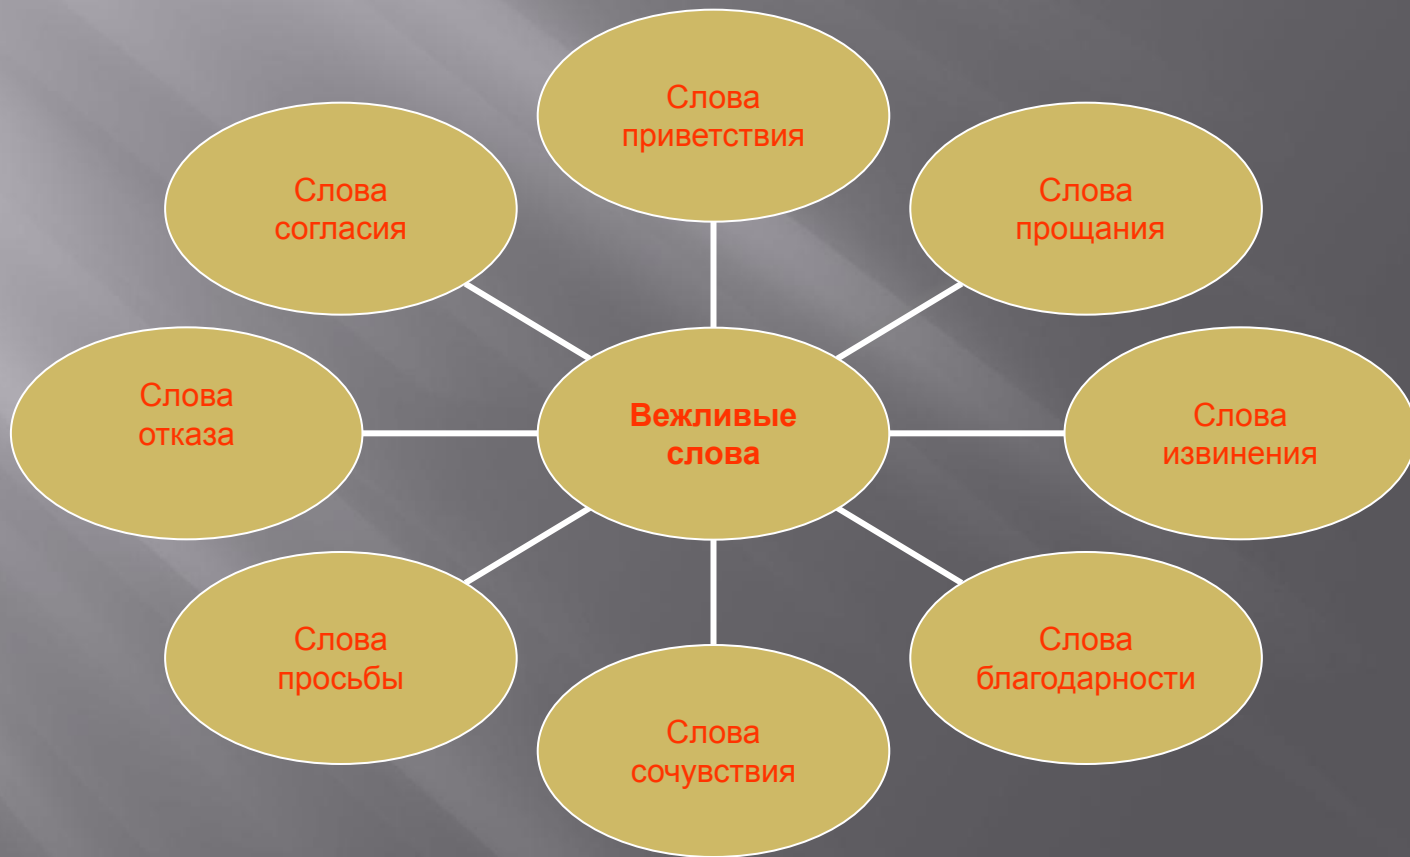 Слова
приветствия
Слова
согласия
Слова
прощания
Слова
отказа
Вежливые
слова
Слова
извинения
Слова
просьбы
Слова
благодарности
Слова
сочувствия